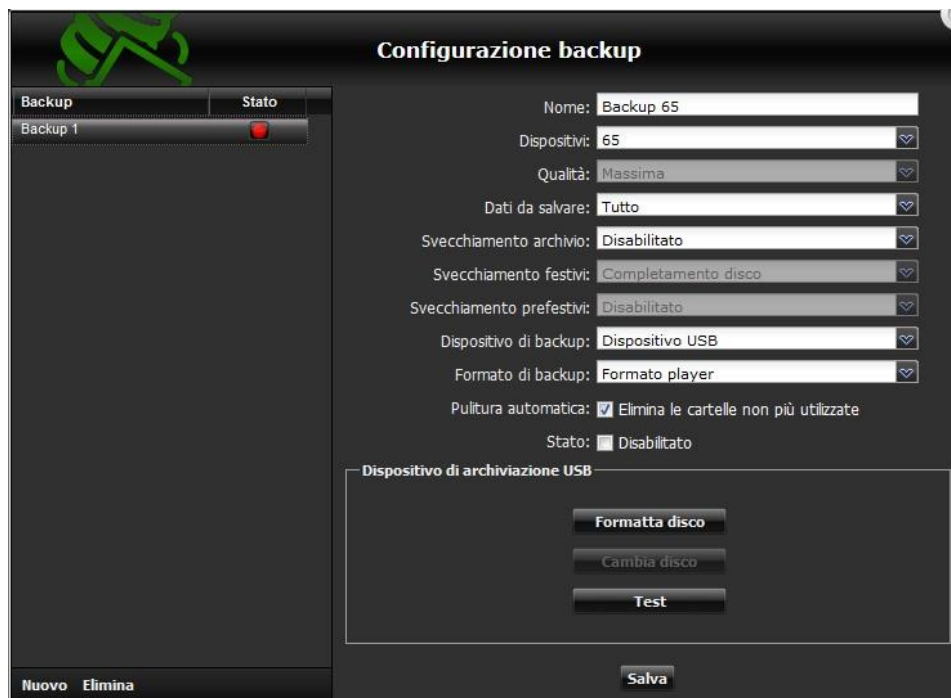 Configurazione backup
Backup Stato
Backup 1
Nome: Backup 65
Dispositivi: 65
Qualità: Massima
Dati da salvare: Tutto
Svecchiamento archivio: Disabilitato
Svecchiamento festivi: Completamento disco
Svecchiamento prefestivi: Disabilitato
Dispositivo di backup: Dispositivo USB
Formato di backup: Formato player
Pulitura automatica: Elimina le cartelle non più utilizzate
Stato: Disabilitato
Dispositivo di archiviazione USB
Formatta disco
Cambia disco
Test
Salva
Nuovo Elimina